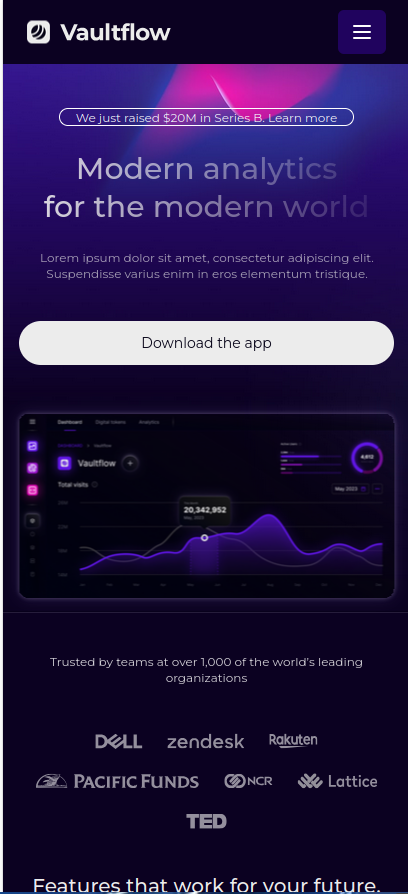 Vaultflow
We just raised $20M in Series B. Learn more
Modern analytics
for the modern world
Lorem ipsum dolor sit amet, consectetur adipiscing elit.
Suspendisse varius enim in eros elementum tristique.
Download the app
Dashboard Digital tokens Analytics
Vaultflow
Vaultflow +
4,812
Total visits
May 2023
20,342,952
May, 2023
Trusted by teams at over 1,000 of the world's leading
organizations
DELL zendesk Rakuten
PACIFIC FUNDS NCR Lattice
TED
Features that work for your future.